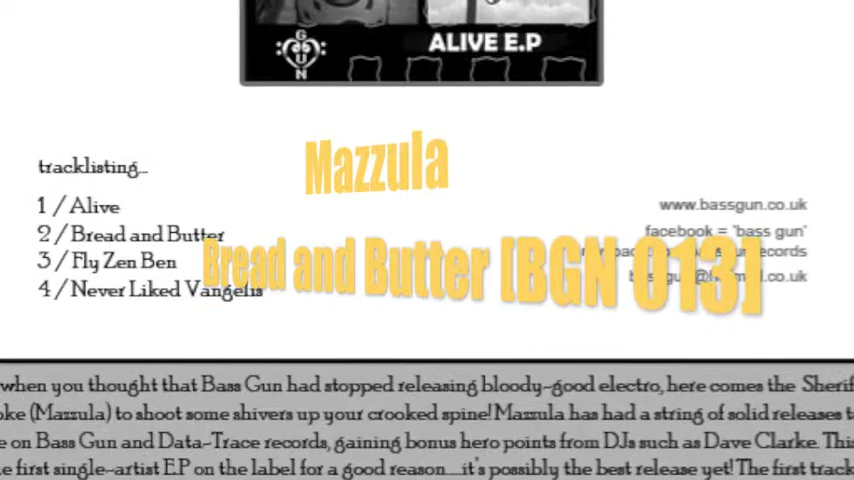 GUN
ALIVE E.P
Mazzula
tracklisting...
1 / Alive
2 / Bread and Butter
3 / Fly Zen Ben
4 / Never Liked Vangelis
www.bassgun.co.uk
facebook = 'bass gun'
Bread and Butter [BGN 013]
when you thought that Bass Gun had stopped releasing bloody-good electro, here comes the Sherif
oke (Mazzula) to shoot some shivers up your crooked spine! Mazzula has had a string of solid releases
e on Bass Gun and Data-Trace records, gaining bonus hero points from DJs such as Dave Clarke. This
e first single-artist E.P on the label for a good reason.....it's possibly the best release yet! The first track